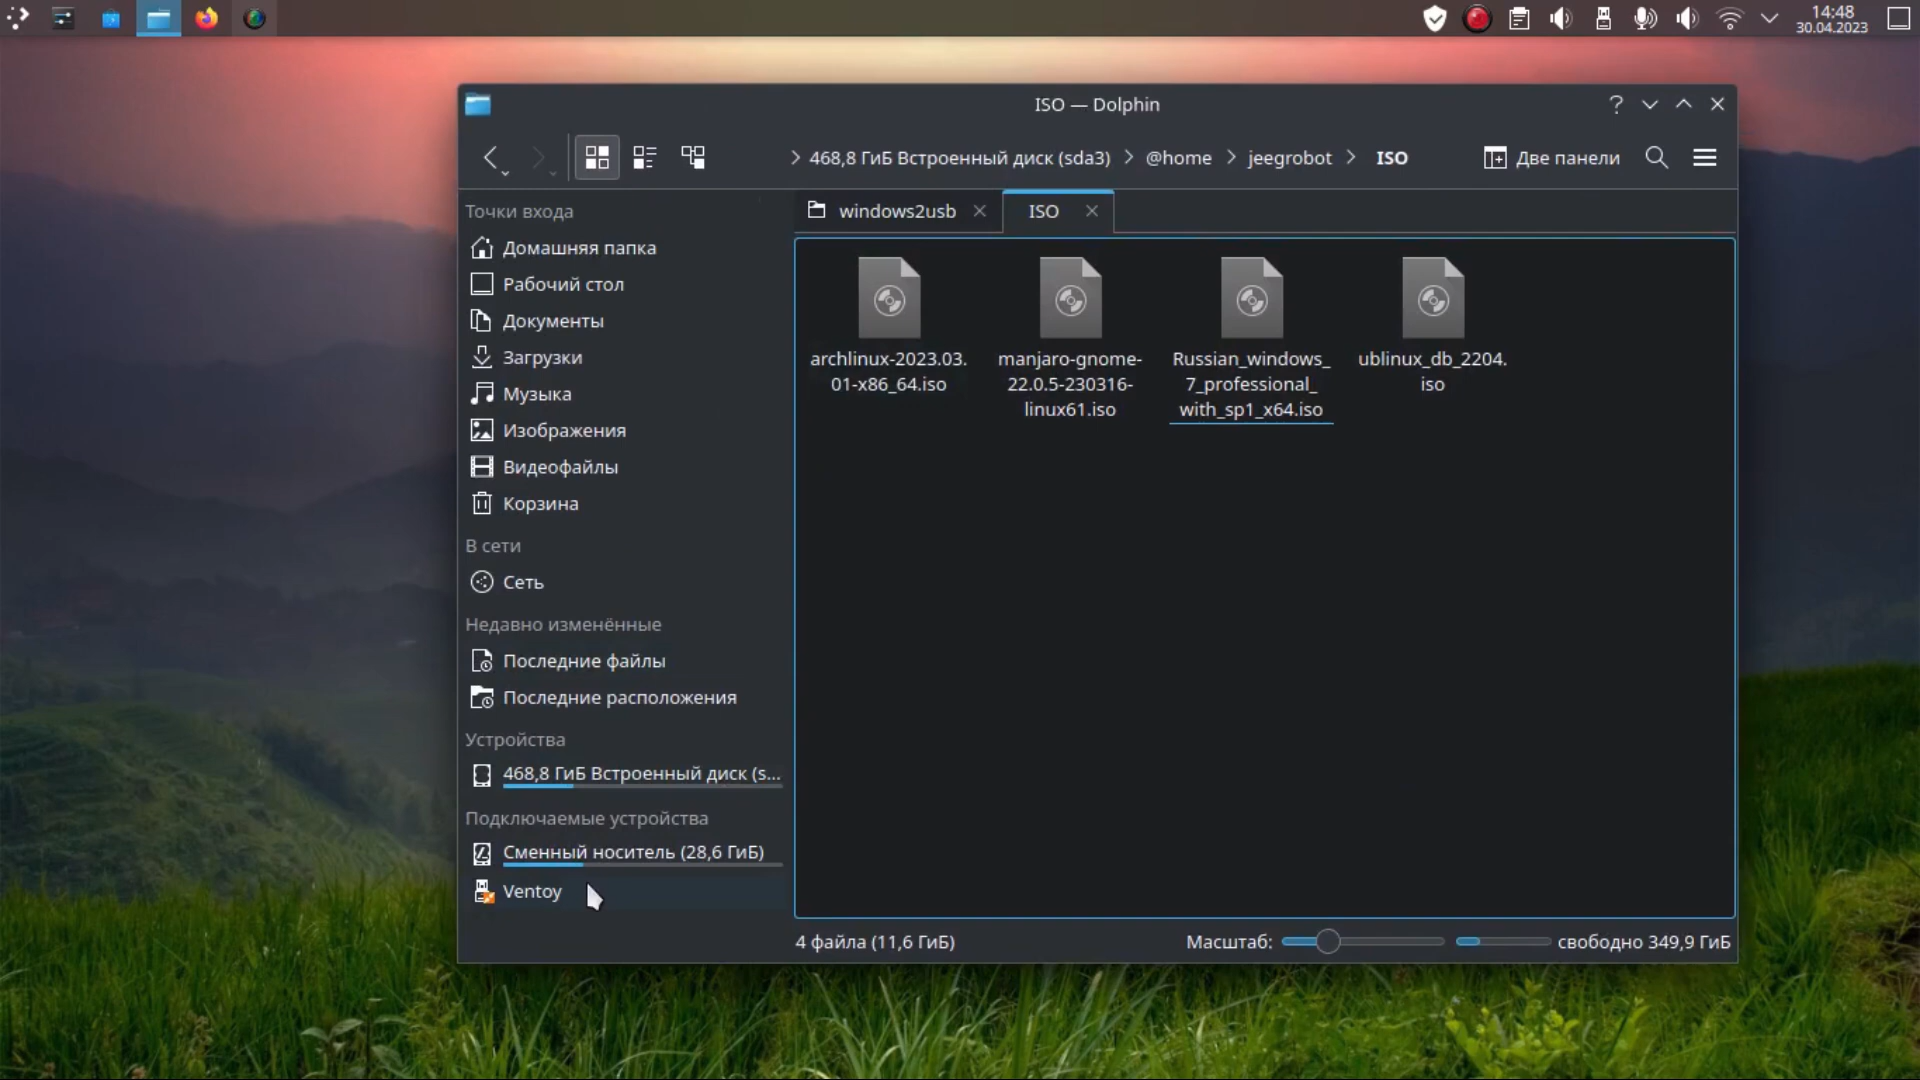 14:48
30.04.2023
ISO — Dolphin
468,8 ГиБ Встроенный диск (sda3) > @home > jeegrobot > ISO
Две панели
windows2usb
ISO
Точки входа
Домашняя папка
Рабочий стол
Документы
Загрузки
Музыка
Изображения
Видеофайлы
Корзина
В сети
Сеть
Недавно изменённые
Последние файлы
Последние расположения
Устройства
468,8 ГиБ Встроенный диск (s...
Подключаемые устройства
Сменный носитель (28,6 ГиБ)
Ventoy
archlinux-2023.03.
01-x86_64.iso
manjaro-gnome-
22.0.5-230316-
linux61.iso
Russian_windows_
7_professional_
with_sp1_x64.iso
ublinux_db_2204.
iso
4 файла (11,6 ГиБ)
Масштаб:
свободно 349,9 ГиБ